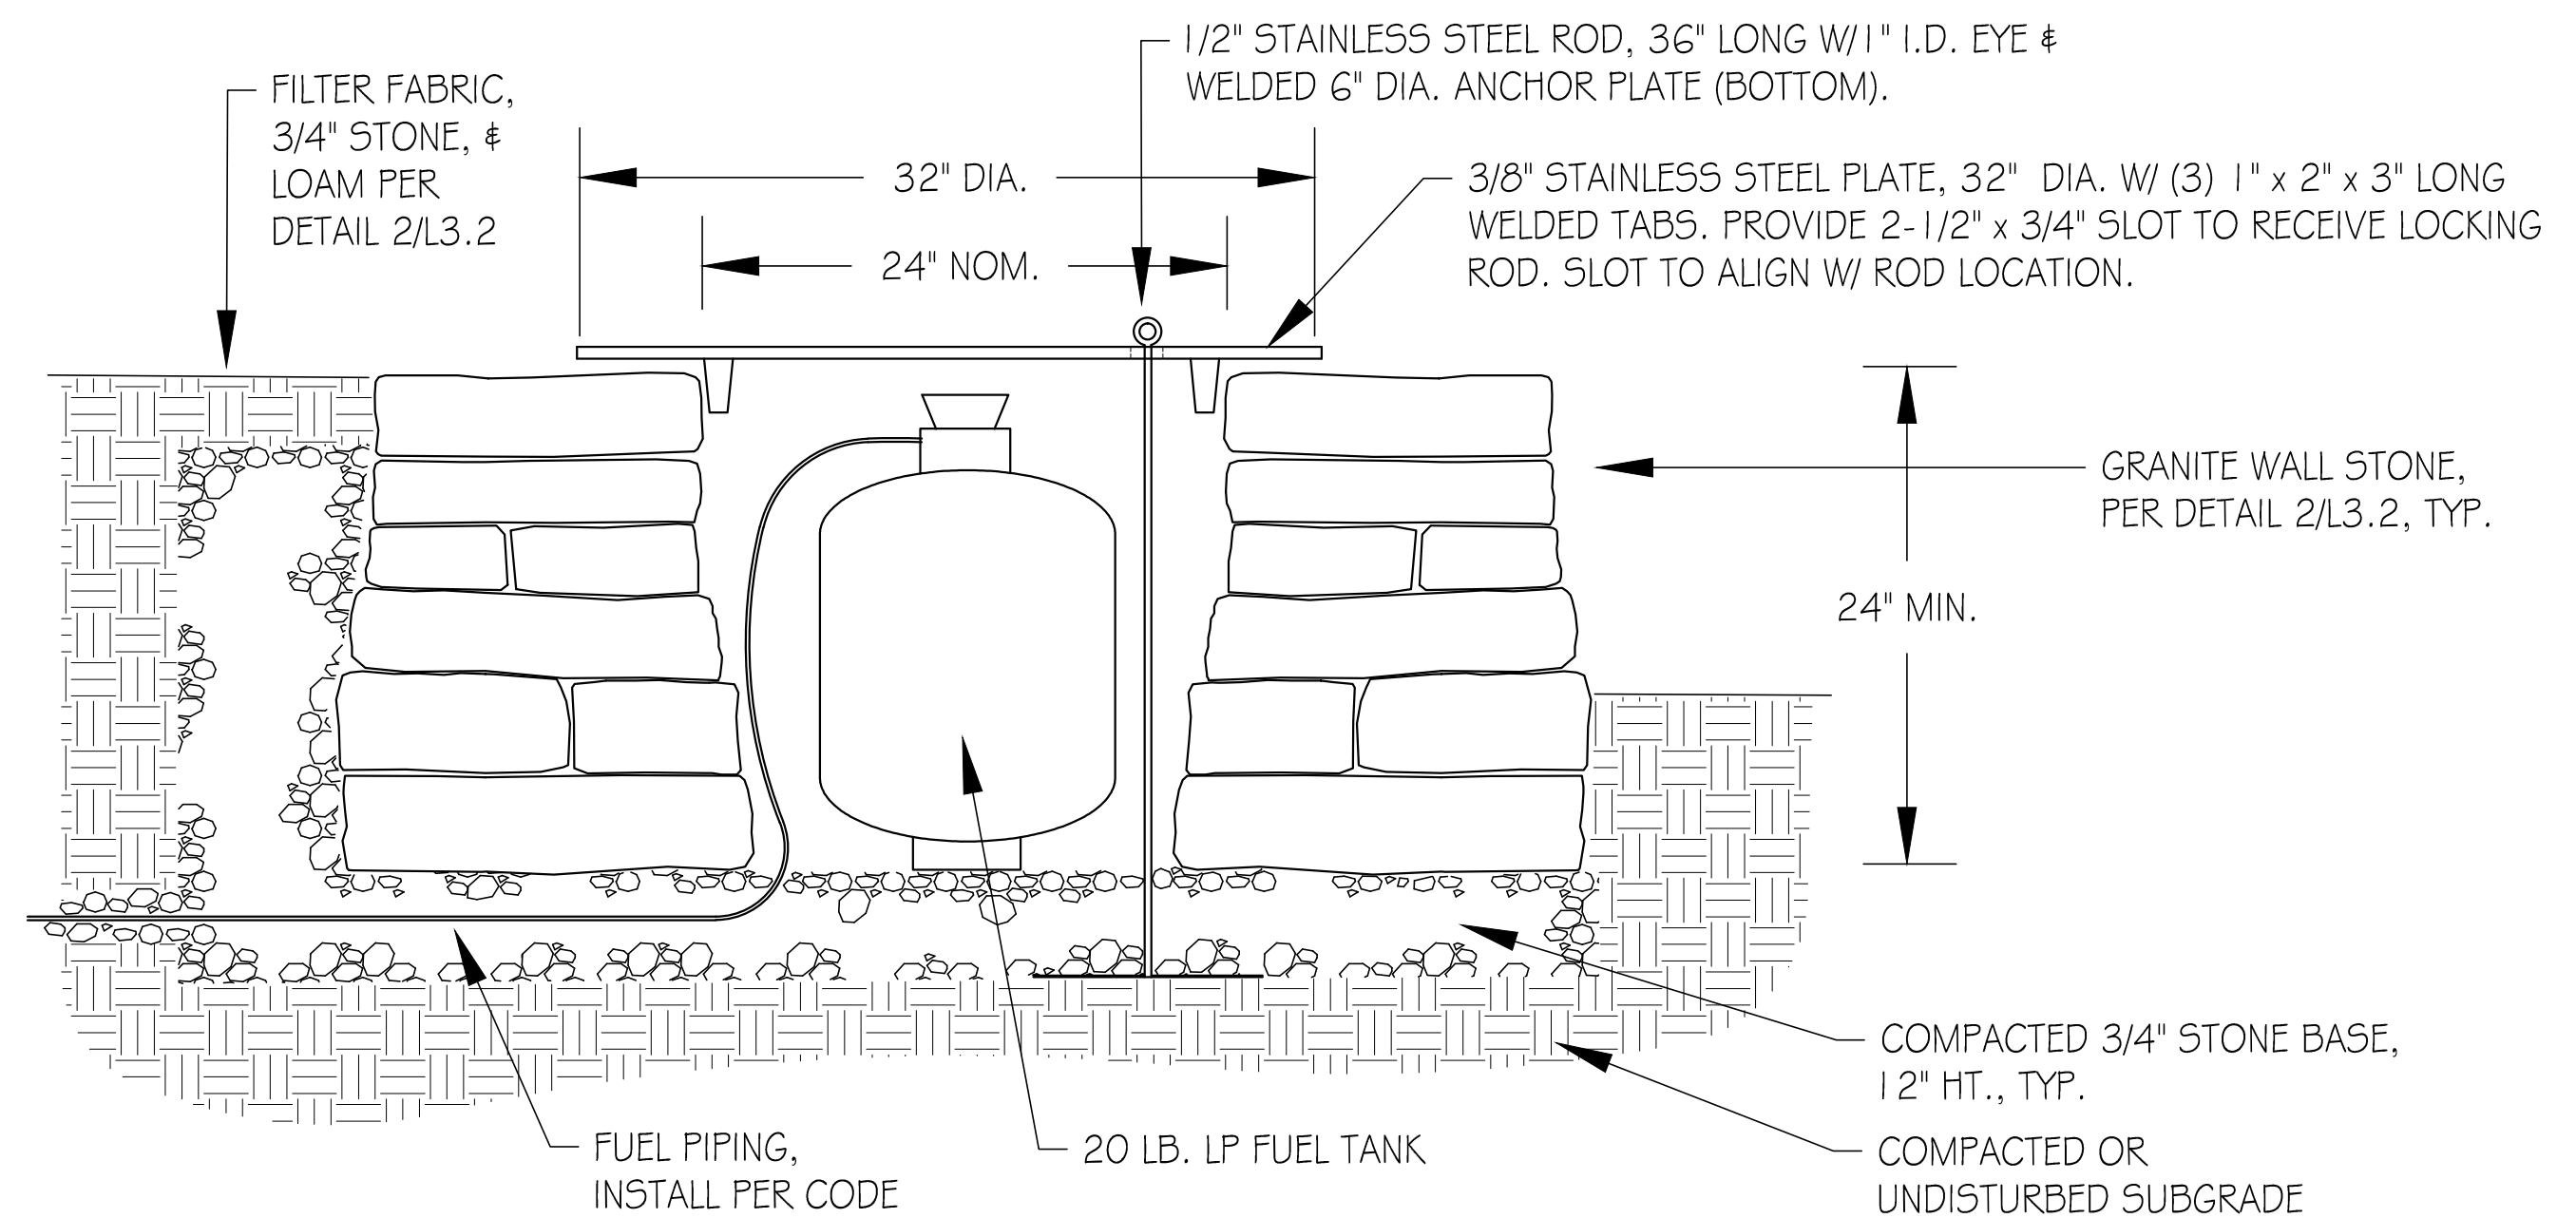 1/2" STAINLESS STEEL ROD, 36" LONG W/1" I.D. EYE &
WELDED 6" DIA. ANCHOR PLATE (BOTTOM).
FILTER FABRIC,
3/4" STONE, &
LOAM PER
DETAIL 2/L3.2
32" DIA.
24" NOM.
3/8" STAINLESS STEEL PLATE, 32" DIA. W/ (3) 1" x 2" x 3" LONG
WELDED TABS. PROVIDE 2-1/2" x 3/4" SLOT TO RECEIVE LOCKING
ROD. SLOT TO ALIGN W/ ROD LOCATION.
GRANITE WALL STONE,
PER DETAIL 2/L3.2, TYP.
24" MIN.
COMPACTED 3/4" STONE BASE,
12" HT., TYP.
FUEL PIPING,
INSTALL PER CODE
20 LB. LP FUEL TANK
COMPACTED OR
UNDISTURBED SUBGRADE